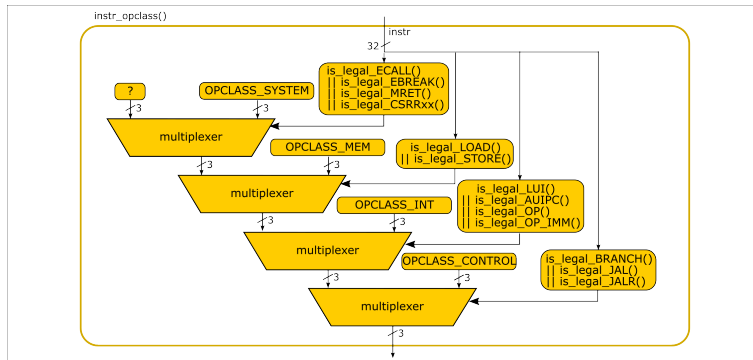 instr_opclass()
instr
32
is_legal_ECALL()
|| is_legal_EBREAK()
|| is_legal_MRET()
|| is_legal_CSRRxx()
?
OPCLASS_SYSTEM
3
3
multiplexer
OPCLASS_MEM
is_legal_LOAD()
|| is_legal_STORE()
3
3
multiplexer
OPCLASS_INT
is_legal_LUI()
|| is_legal_AUIPC()
|| is_legal_OP()
|| is_legal_OP_IMM()
3
3
multiplexer
OPCLASS_CONTROL
is_legal_BRANCH()
|| is_legal_JAL()
|| is_legal_JALR()
3
3
multiplexer
3